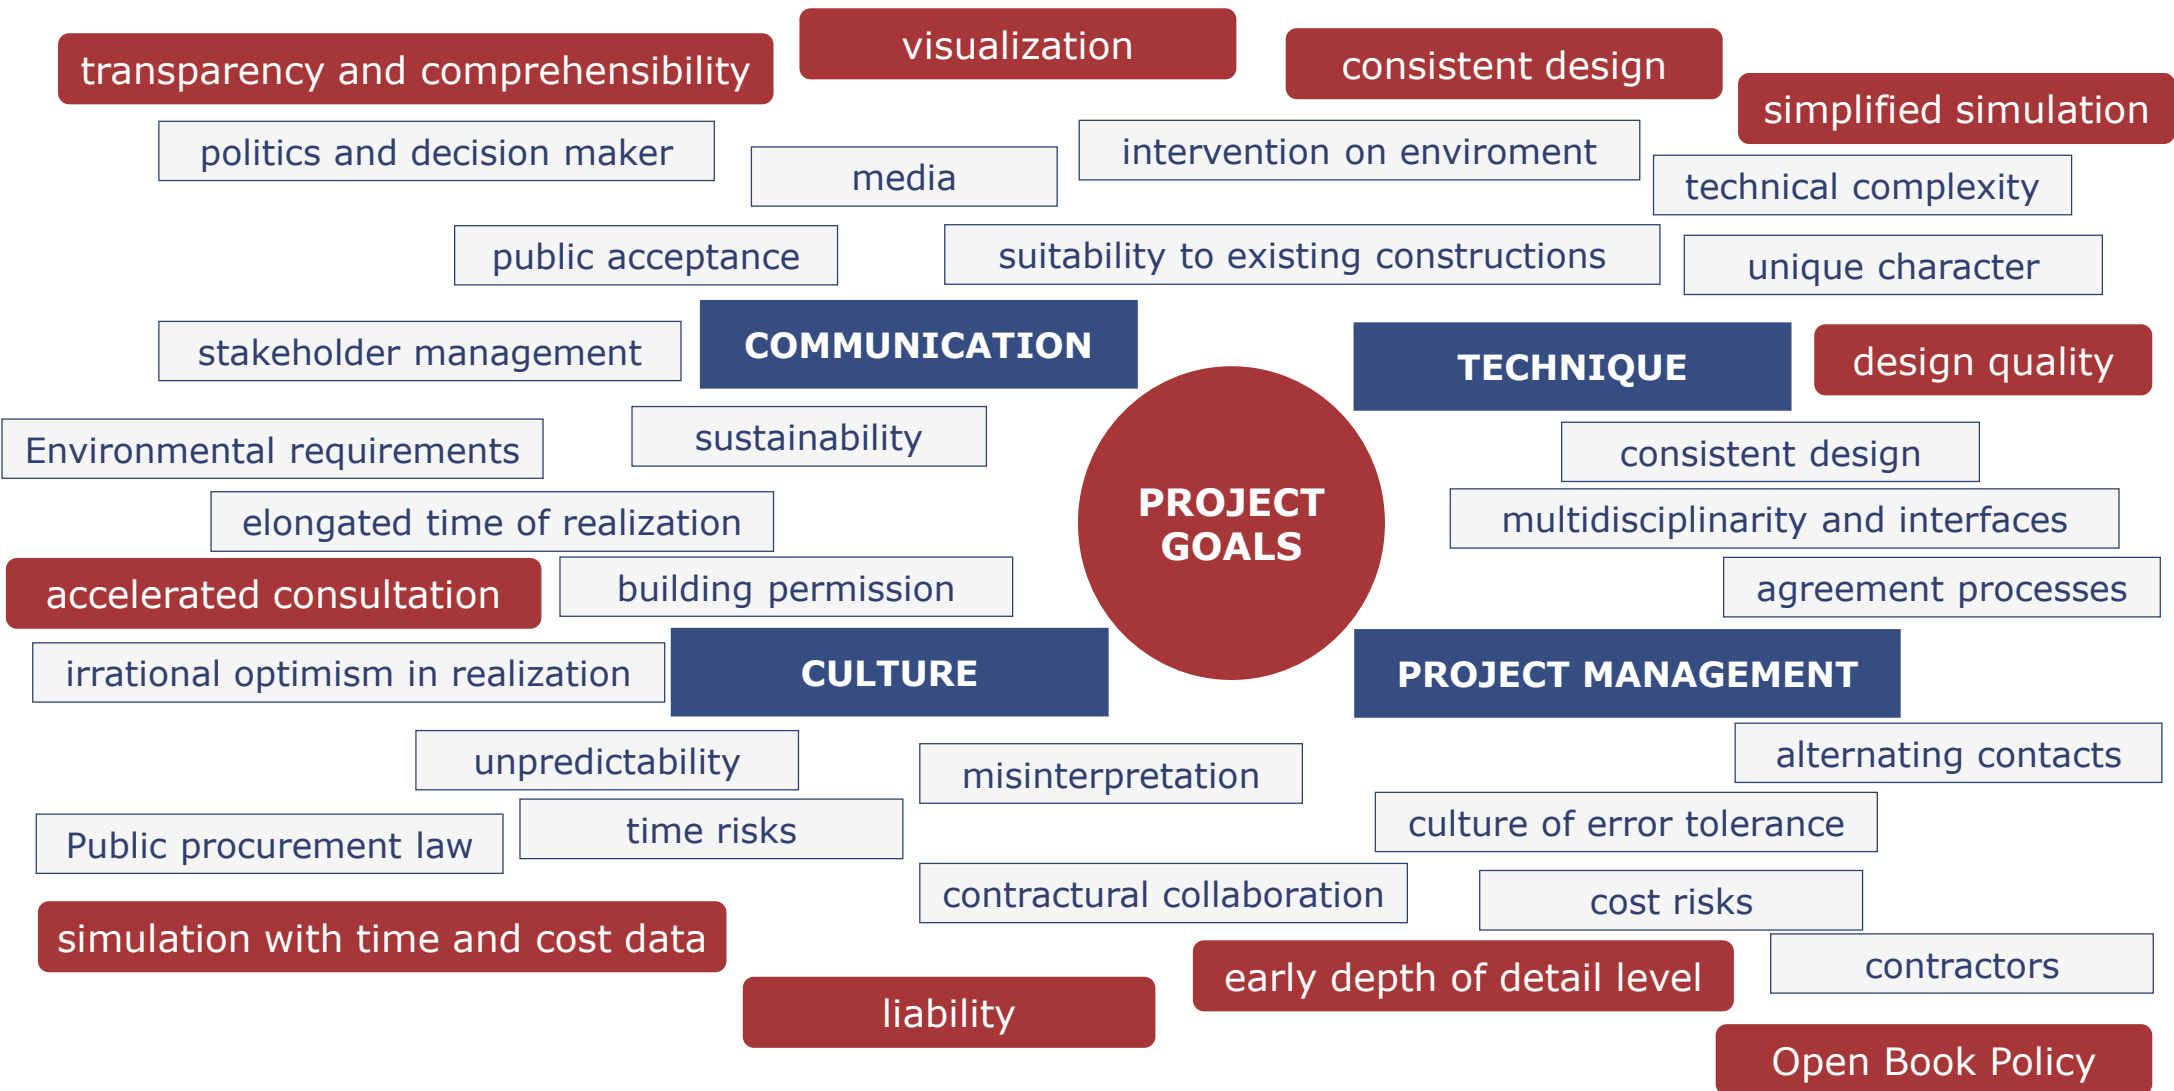 transparency and comprehensibility
visualization
consistent design
simplified simulation
politics and decision maker
media
intervention on enviroment
technical complexity
public acceptance
suitability to existing constructions
unique character
stakeholder management
COMMUNICATION
TECHNIQUE
design quality
Environmental requirements
sustainability
consistent design
elongated time of realization
PROJECT
GOALS
multidisciplinarity and interfaces
accelerated consultation
building permission
agreement processes
irrational optimism in realization
CULTURE
PROJECT MANAGEMENT
unpredictability
misinterpretation
alternating contacts
Public procurement law
time risks
culture of error tolerance
contractural collaboration
cost risks
simulation with time and cost data
early depth of detail level
contractors
liability
Open Book Policy